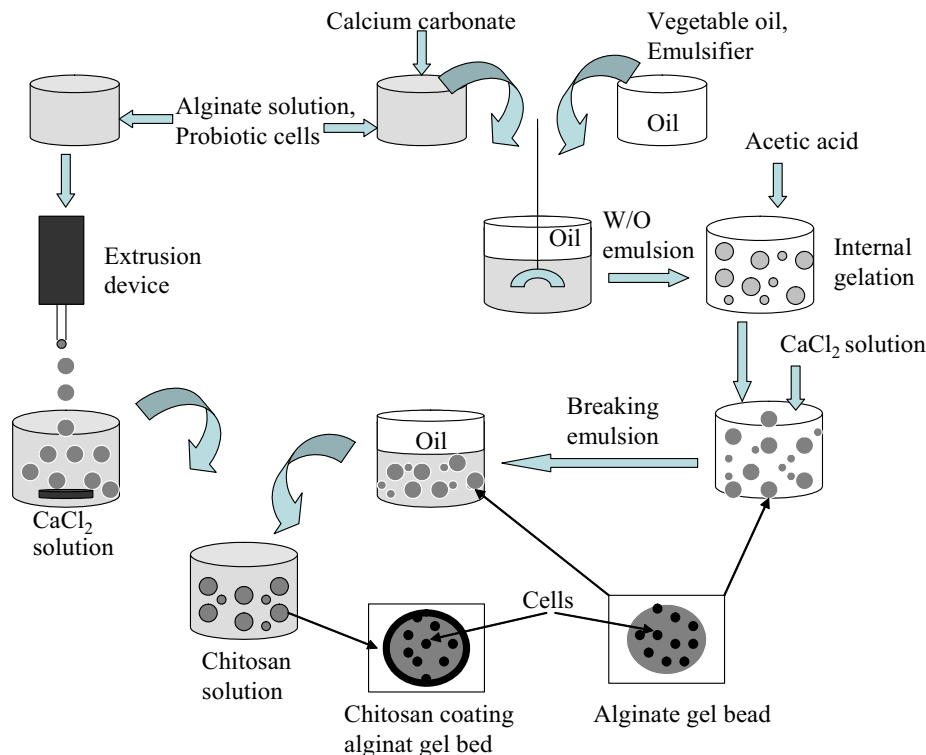 Calcium carbonate
Vegetable oil,
Emulsifier
Alginate solution,
Probiotic cells
Oil
Acetic acid
Extrusion
device
Oil
W/O
emulsion
Internal
gelation
CaCl₂ solution
Breaking
emulsion
Oil
CaCl₂
solution
Cells
Chitosan
solution
Chitosan coating
alginat gel bed
Alginate gel bead